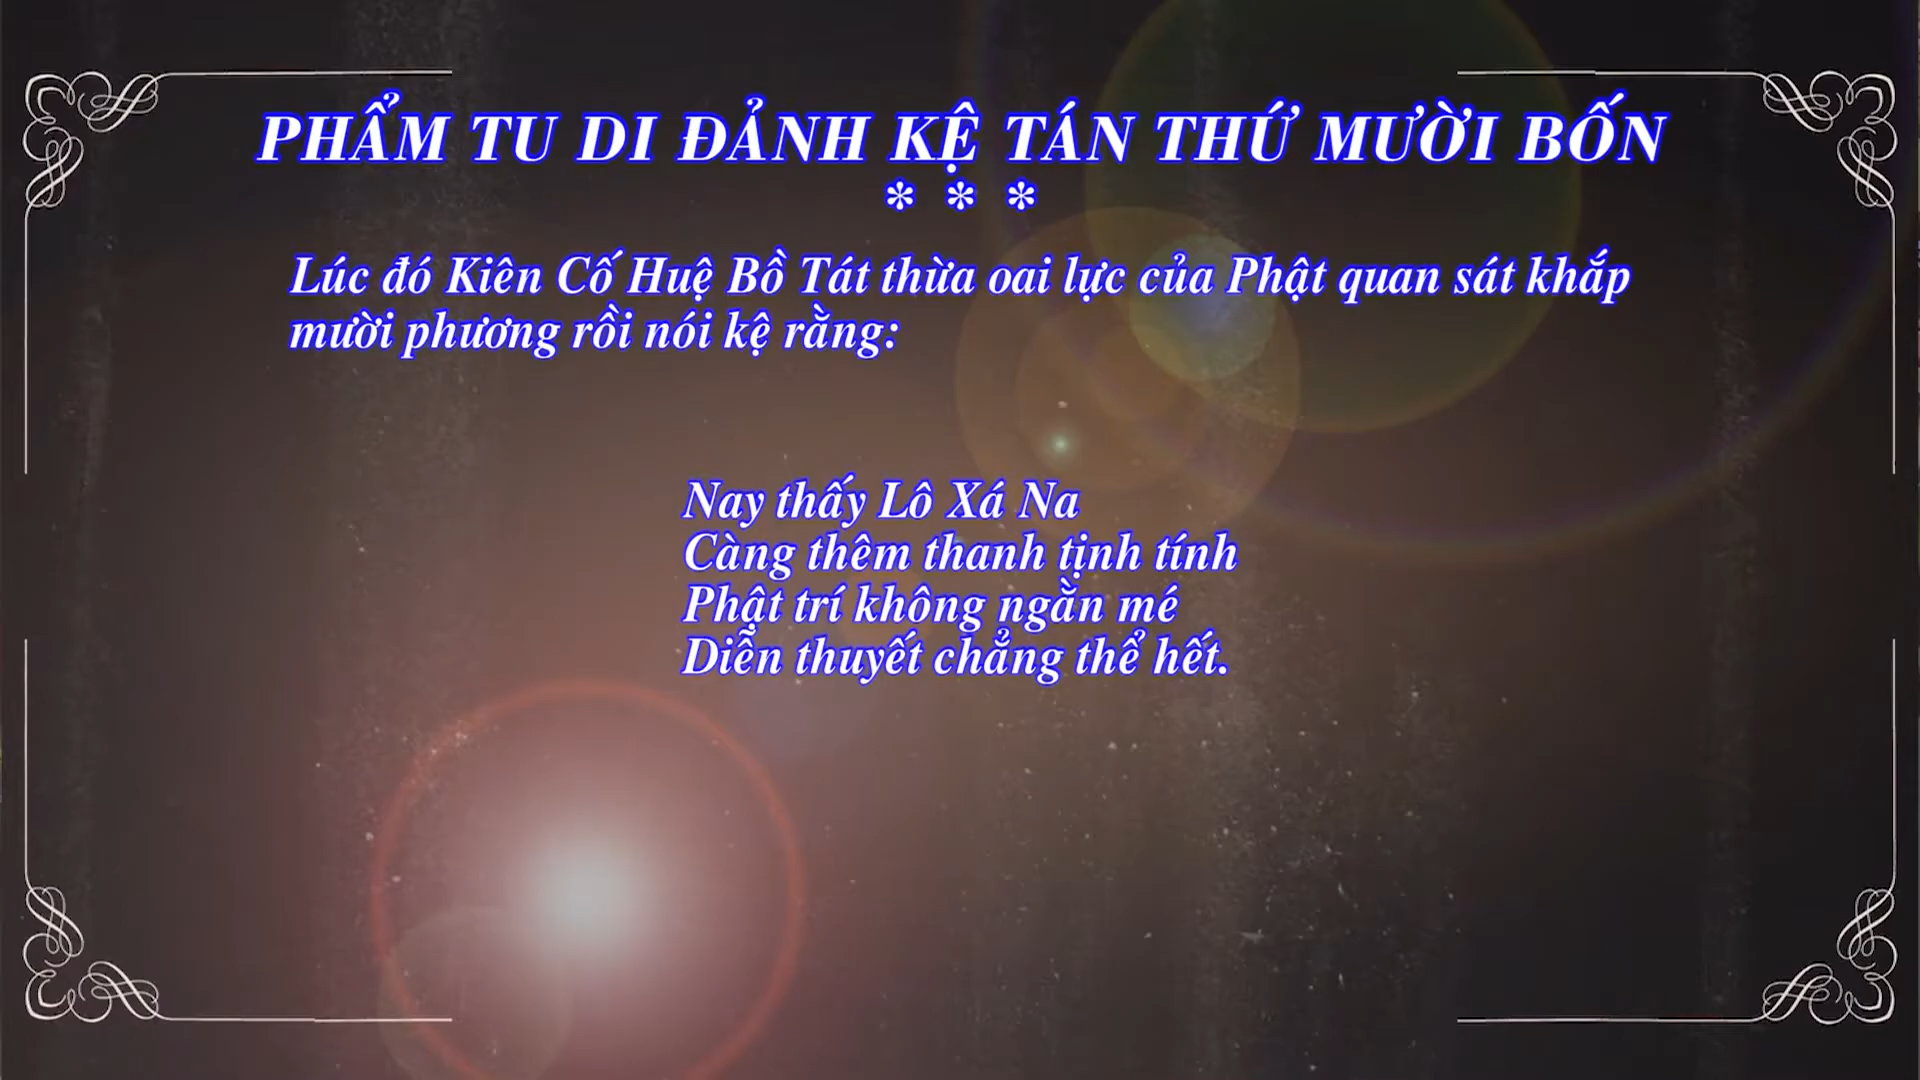 PHẨM TU DI ĐẢNH KỆ TÁN THỨ MƯỜI BỐN
* * *
Lúc đó Kiên Cố Huệ Bồ Tát thừa oai lực của Phật quan sát khắp
mười phương rồi nói kệ rằng:
Nay thấy Lô Xá Na
Càng thêm thanh tịnh tính
Phật trí không ngằn mé
Diễn thuyết chẳng thể hết.